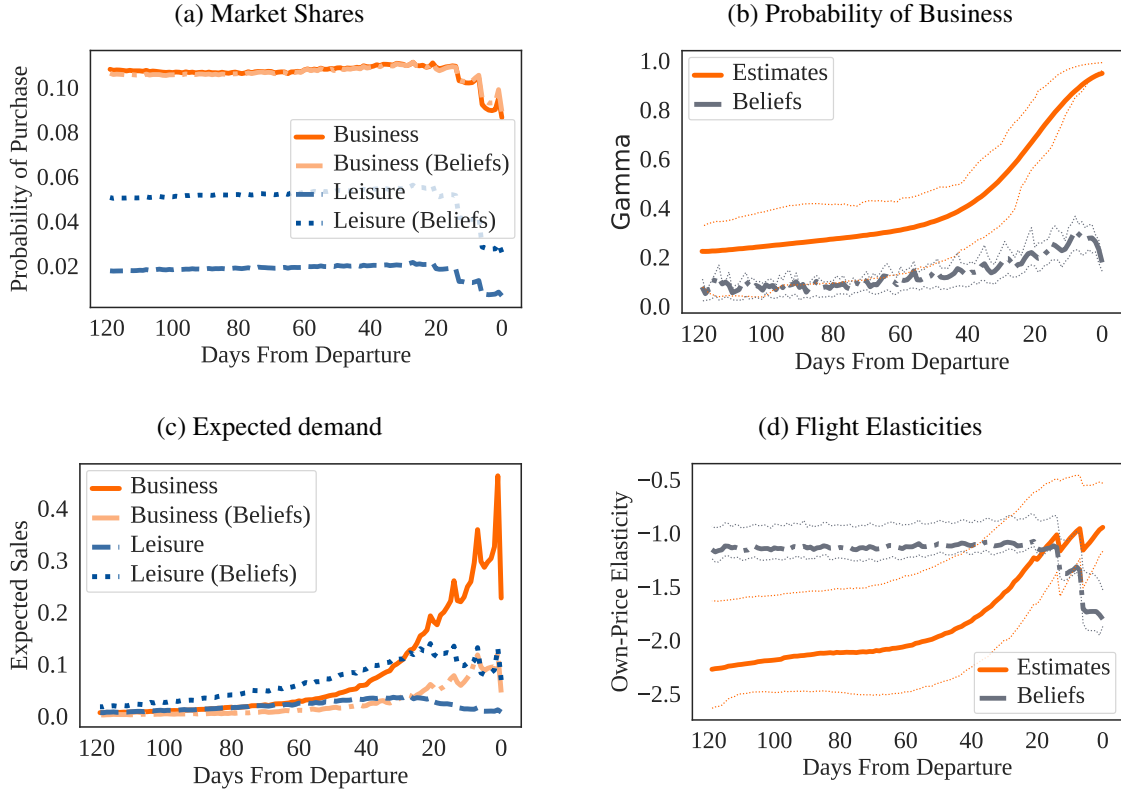 (a) Market Shares
Probability of Purchase
0.10
0.08
0.06
0.04
0.02
Business
Business (Beliefs)
Leisure
Leisure (Beliefs)
120 100 80 60 40 20 0
Days From Departure
(b) Probability of Business
Gamma
1.0
0.8
0.6
0.4
0.2
0.0
Estimates
Beliefs
120 100 80 60 40 20 0
Days From Departure
(c) Expected demand
Expected Sales
0.4
0.3
0.2
0.1
0.0
Business
Business (Beliefs)
Leisure
Leisure (Beliefs)
120 100 80 60 40 20 0
Days From Departure
(d) Flight Elasticities
Own-Price Elasticity
−0.5
−1.0
−1.5
−2.0
−2.5
Estimates
Beliefs
120 100 80 60 40 20 0
Days From Departure